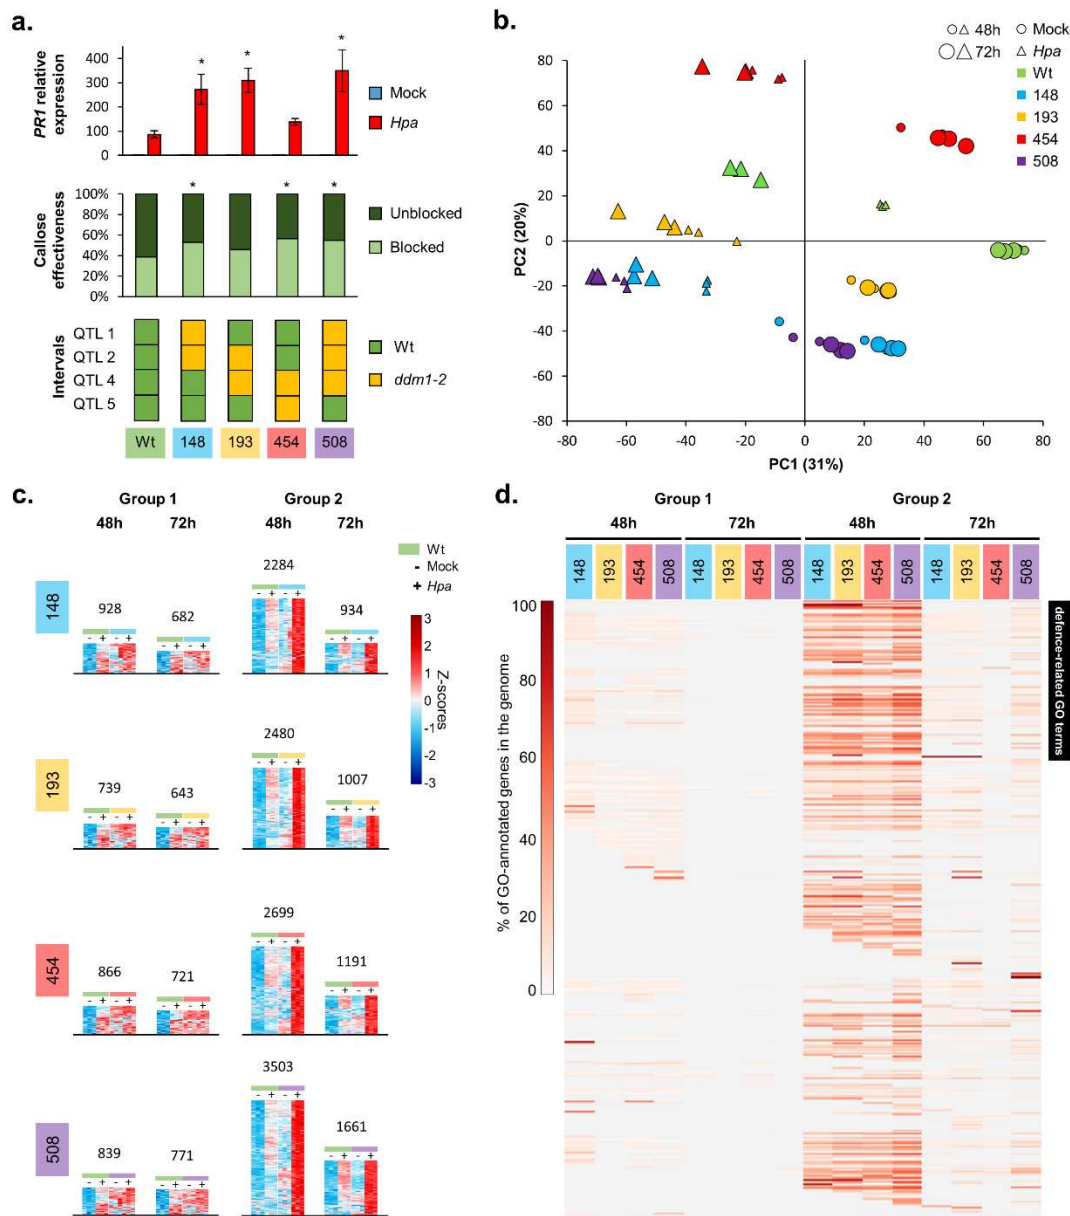 a.
PR1 relative
expression
400
300
200
100
0
*
*
*
Mock
Hpa
Callose
effectiveness
100%
80%
60%
40%
20%
0%
*
*
*
Unblocked
Blocked
Intervals
QTL 1
QTL 2
QTL 4
QTL 5
Wt
ddm1-2
Wt 148 193 454 508
b.
48h
72h
Mock
Hpa
Wt
148
193
454
508
PC2 (20%)
80
60
40
20
0
-20
-40
-60
-80
-80 -60 -40 -20 0 20 40 60 80
PC1 (31%)
c.
Group 1 Group 2
48h 72h 48h 72h
Wt
- Mock
+ Hpa
3
2
1
0
-1
-2
-3
Z-scores
148
928 682 2284 934
- + - + - + - + - + - + - + - +
193
739 643 2480 1007
- + - + - + - + - + - + - + - +
454
866 721 2699 1191
- + - + - + - + - + - + - + - +
508
839 771 3503 1661
- + - + - + - + - + - + - + - +
d.
Group 1 Group 2
48h 72h 48h 72h
148 193 454 508 148 193 454 508 148 193 454 508 148 193 454 508
% of GO-annotated genes in the genome
100
80
60
40
20
0
defence-related GO terms